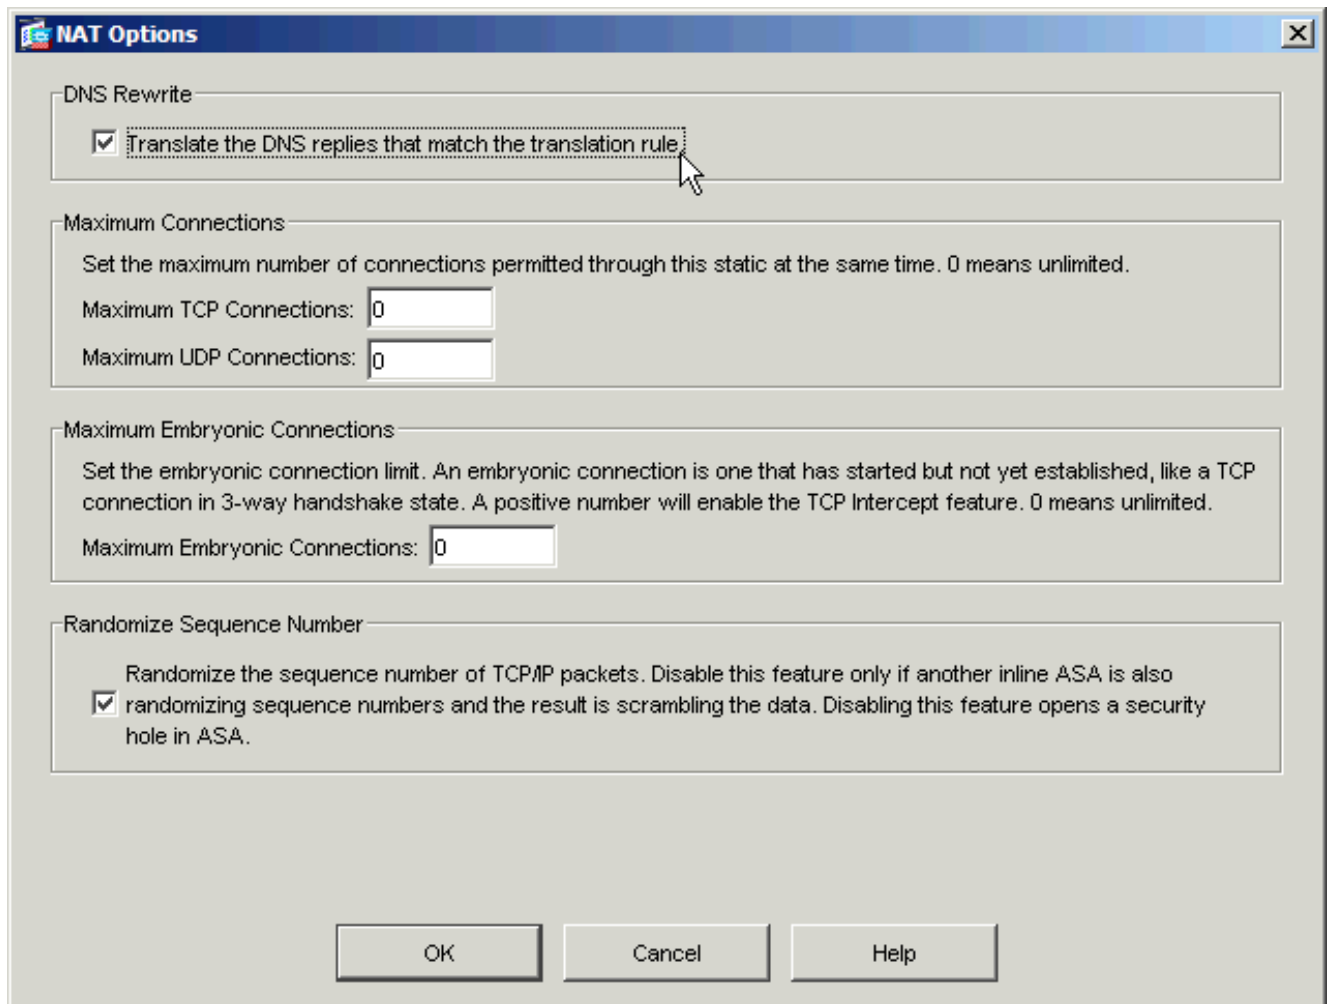 NAT Options
DNS Rewrite
Translate the DNS replies that match the translation rule.
Maximum Connections
Set the maximum number of connections permitted through this static at the same time. 0 means unlimited.
Maximum TCP Connections: 0
Maximum UDP Connections: 0
Maximum Embryonic Connections
Set the embryonic connection limit. An embryonic connection is one that has started but not yet established, like a TCP
connection in 3-way handshake state. A positive number will enable the TCP Intercept feature. 0 means unlimited.
Maximum Embryonic Connections: 0
Randomize Sequence Number
Randomize the sequence number of TCP/IP packets. Disable this feature only if another inline ASA is also
randomizing sequence numbers and the result is scrambling the data. Disabling this feature opens a security
hole in ASA.
OK Cancel Help